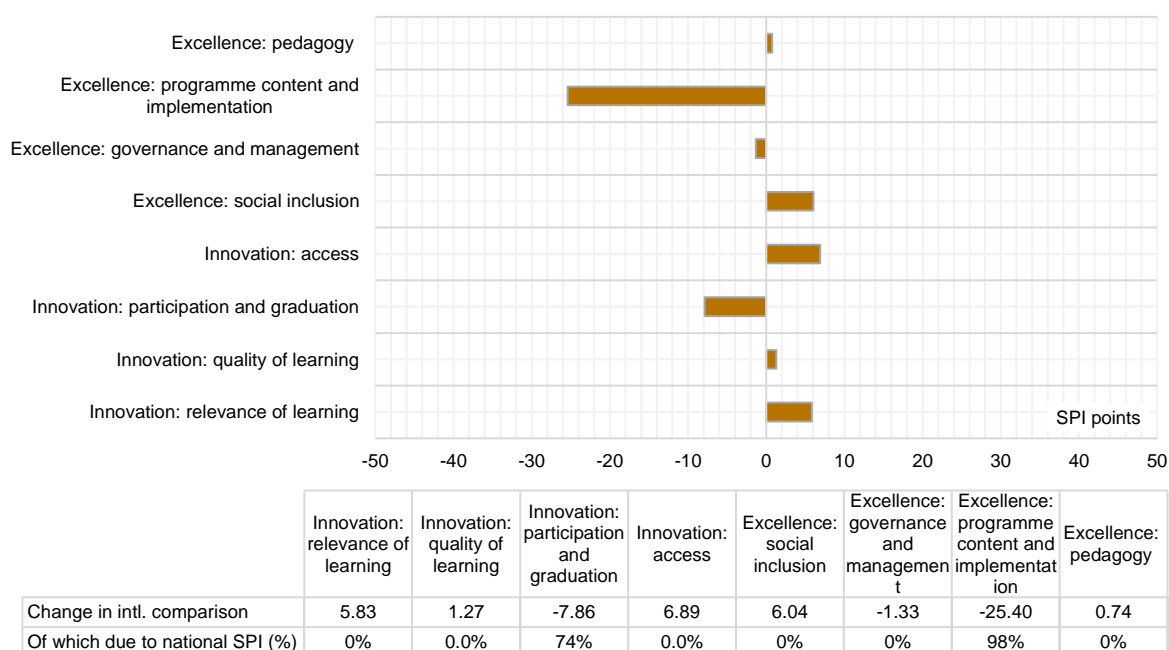 Excellence: pedagogy
Excellence: programme content and
implementation
Excellence: governance and management
Excellence: social inclusion
Innovation: access
Innovation: participation and graduation
Innovation: quality of learning
Innovation: relevance of learning
SPI points
-50 -40 -30 -20 -10 0 10 20 30 40 50
Innovation:
relevance of
learning
Innovation:
quality of
learning
Innovation:
participation
and
graduation
Innovation:
access
Excellence:
social
inclusion
Excellence:
governance
and
managemen
t
Excellence:
programme
content and
implementat
ion
Excellence:
pedagogy
Change in intl. comparison 5.83 1.27 -7.86 6.89 6.04 -1.33 -25.40 0.74
Of which due to national SPI (%) 0% 0.0% 74% 0.0% 0% 0% 98% 0%